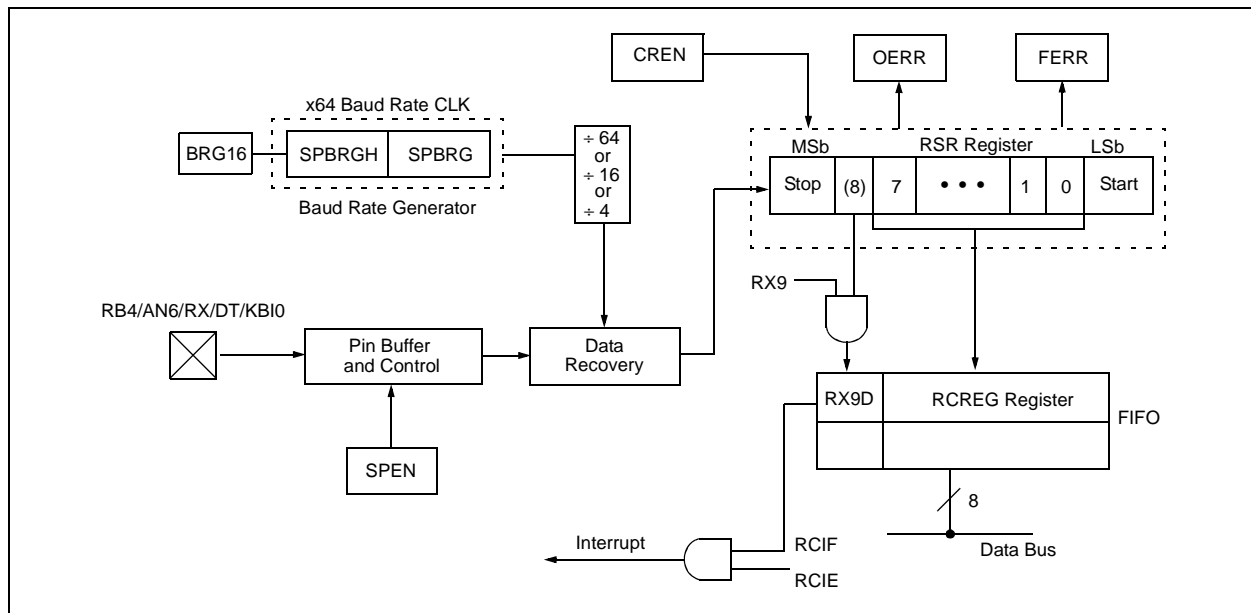 CREN
OERR
FERR
x64 Baud Rate CLK
BRG16
SPBRGH
SPBRG
Baud Rate Generator
÷ 64
or
÷ 16
or
÷ 4
MSb
RSR Register
LSb
Stop
(8)
7
• • •
1
0
Start
RX9
RB4/AN6/RX/DT/KBI0
Pin Buffer
and Control
Data
Recovery
SPEN
RX9D
RCREG Register
FIFO
8
Data Bus
Interrupt
RCIF
RCIE